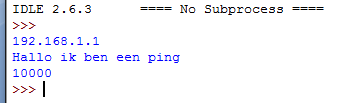 IDLE 2.6.3      ==== No Subprocess ====
>>>
192.168.1.1
Hallo ik ben een ping
10000
>>>